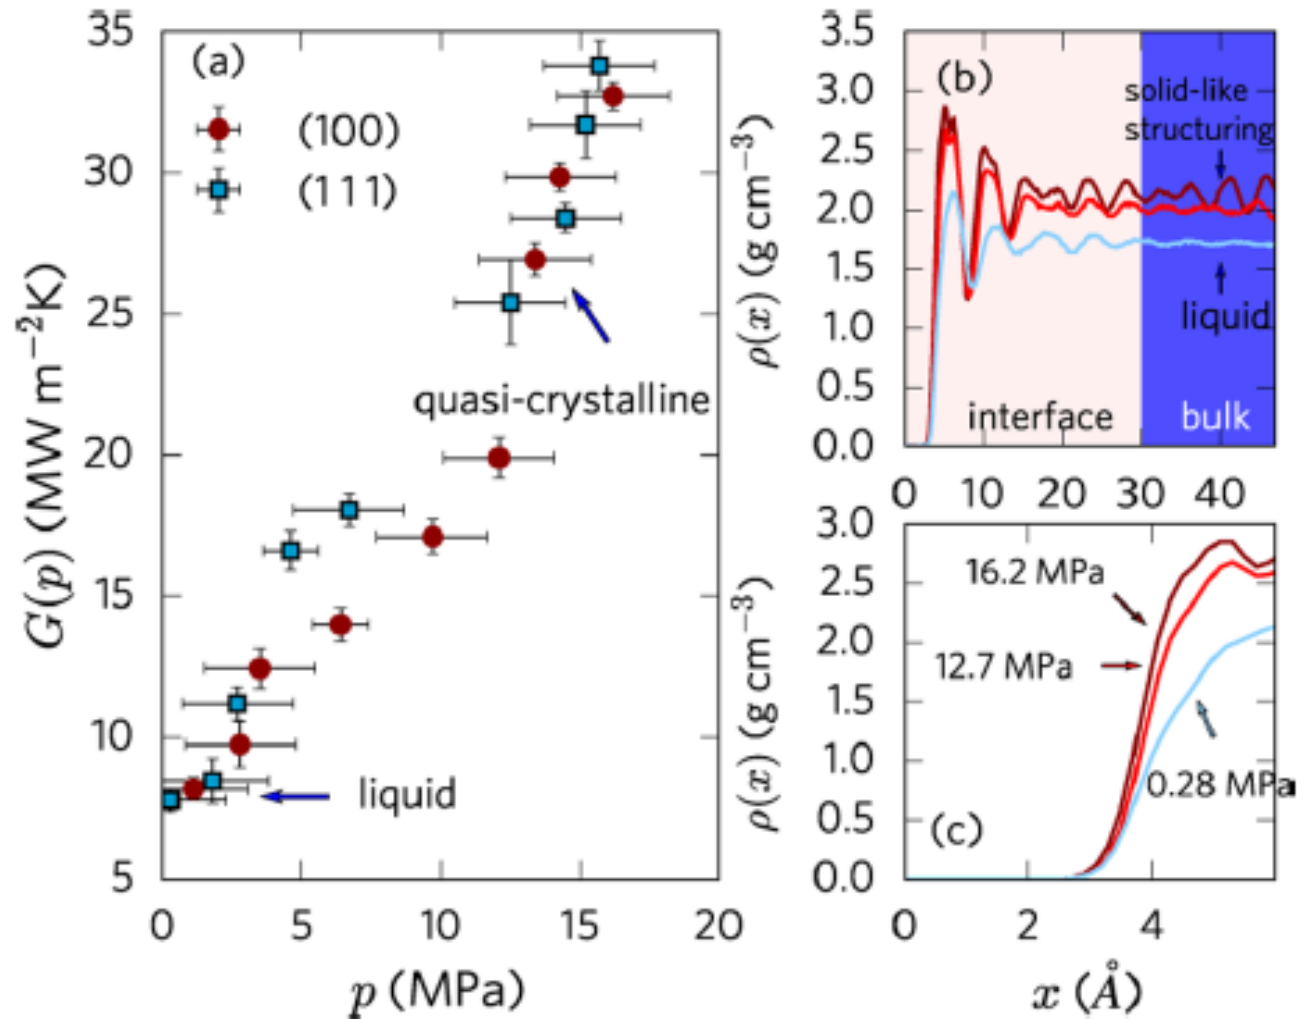 (a)
(100)
(111)
quasi-crystalline
liquid
35
30
25
20
15
10
5
0 5 10 15 20
G(p) (MW m⁻²K)
p (MPa)
(b)
solid-like
structuring
liquid
interface
bulk
3.5
3.0
2.5
2.0
1.5
1.0
0.5
0.0
0 10 20 30 40
ρ(x) (g cm⁻³)
3.0
2.5
2.0
1.5
1.0
0.5
0.0
16.2 MPa
12.7 MPa
0.28 MPa
(c)
0 2 4
ρ(x) (g cm⁻³)
x (Å)